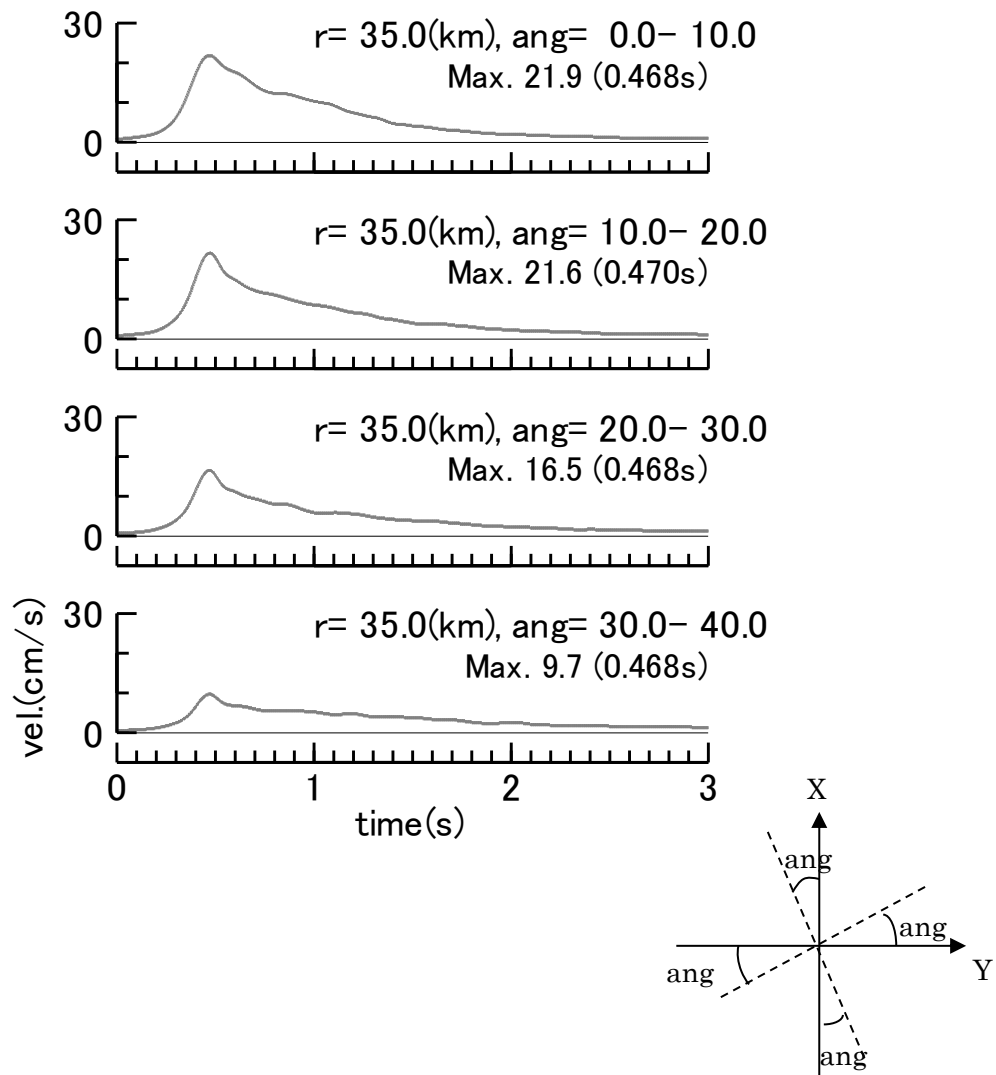 30
r= 35.0(km), ang= 0.0- 10.0
Max. 21.9 (0.468s)
0
30
r= 35.0(km), ang= 10.0- 20.0
Max. 21.6 (0.470s)
0
30
r= 35.0(km), ang= 20.0- 30.0
Max. 16.5 (0.468s)
0
30
r= 35.0(km), ang= 30.0- 40.0
Max. 9.7 (0.468s)
vel.(cm/s)
0
0 1 2 3
time(s)
X
ang
ang
ang
Y
ang